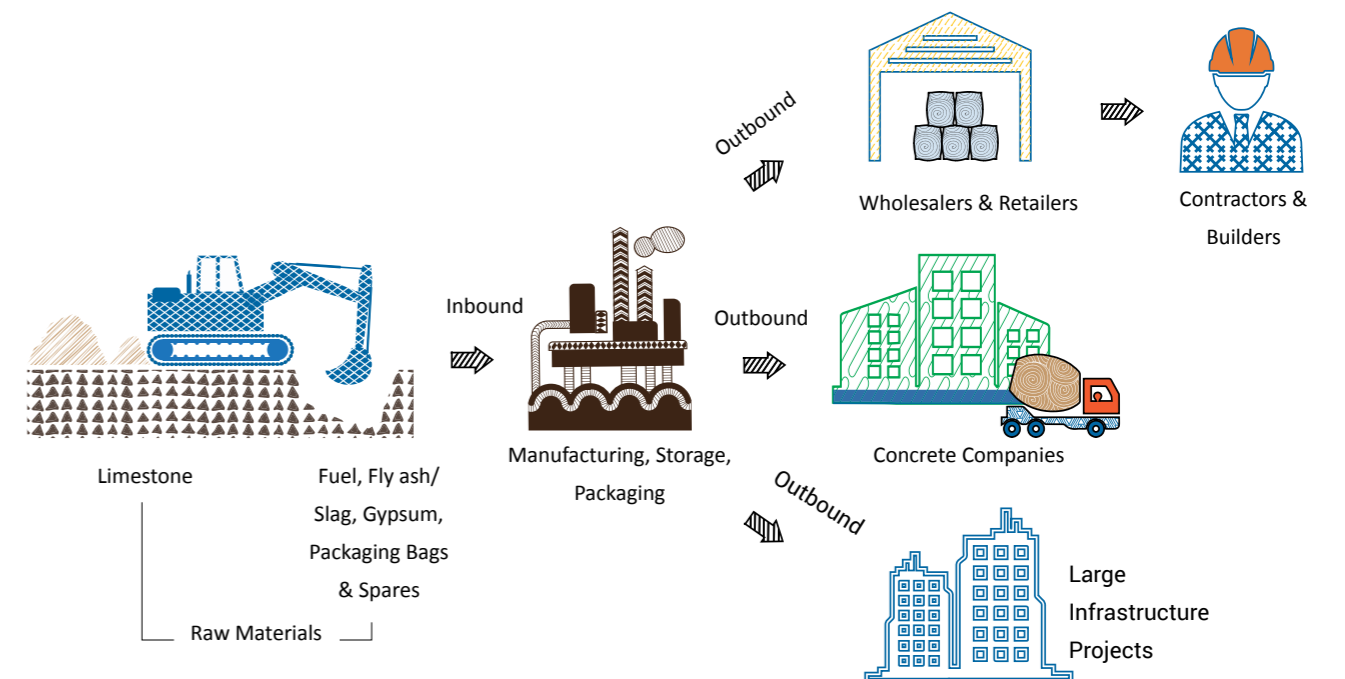 Outbound
Wholesalers & Retailers
Contractors &
Builders
Inbound
Outbound
Limestone
Fuel, Fly ash/
Slag, Gypsum,
Packaging Bags
& Spares
Raw Materials
Manufacturing, Storage,
Packaging
Concrete Companies
Outbound
Large
Infrastructure
Projects